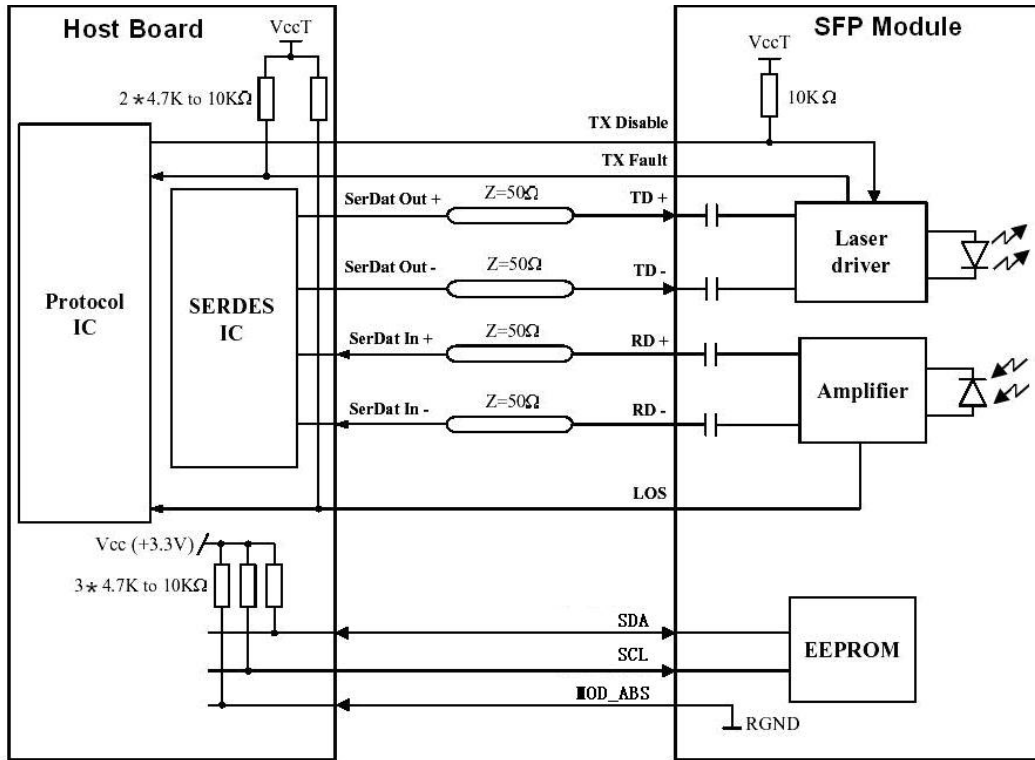 Host Board
SFP Module
VccT
VccT
2∗4.7K to 10KΩ
10KΩ
TX Disable
TX Fault
SerDat Out +
Z=50Ω
TD +
SerDat Out -
Z=50Ω
TD -
Laser
driver
Protocol
IC
SERDES
IC
SerDat In +
Z=50Ω
RD +
SerDat In -
Z=50Ω
RD -
Amplifier
LOS
Vcc (+3.3V)
3∗4.7K to 10KΩ
SDA
SCL
MOD_ABS
EEPROM
RGND